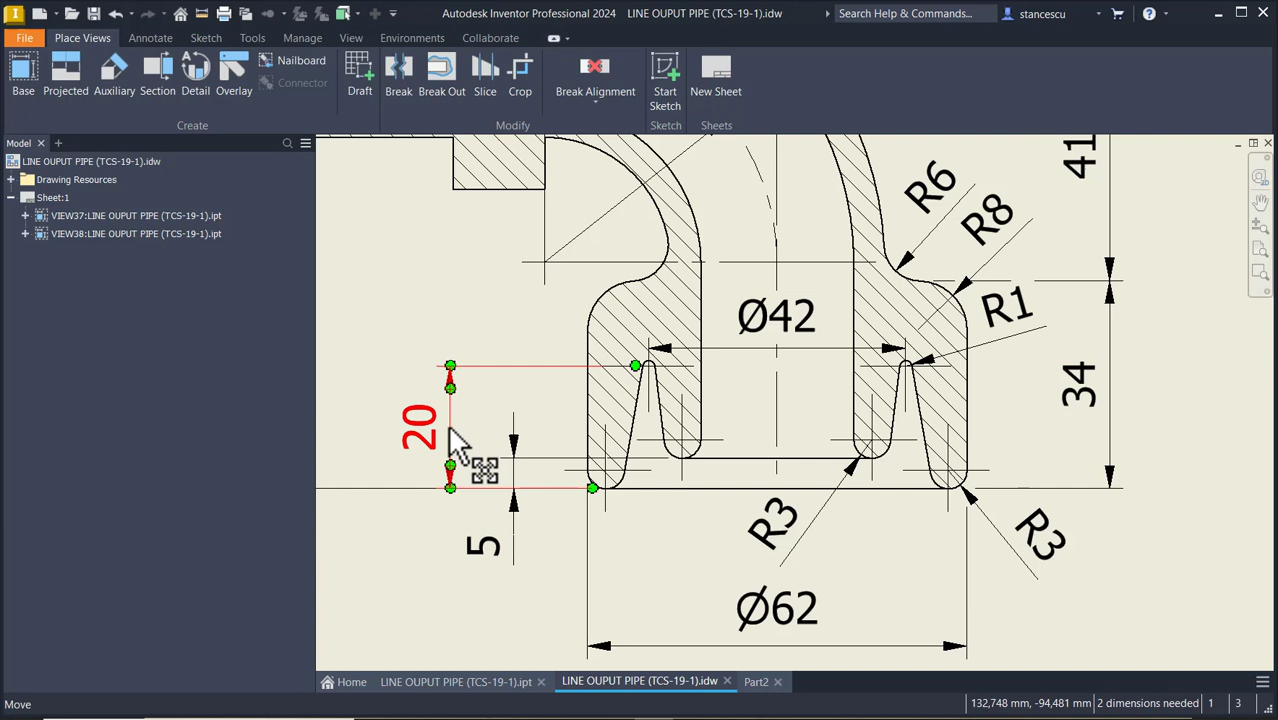 Autodesk Inventor Professional 2024 LINE OUPUT PIPE (TCS-19-1).idw Search Help & Commands... stancescu
File Place Views Annotate Sketch Tools Manage View Environments Collaborate
Base Projected Auxiliary Section Detail Overlay Nailboard Connector Draft Break Break Out Slice Crop Break Alignment Start Sketch New Sheet
Create Modify Sketch Sheets
Model
LINE OUPUT PIPE (TCS-19-1).idw
Drawing Resources
Sheet:1
VIEW37:LINE OUPUT PIPE (TCS-19-1).ipt
VIEW38:LINE OUPUT PIPE (TCS-19-1).ipt
41
R6
R8
R1
Ø42
34
20
5
R3
R3
Ø62
Home LINE OUPUT PIPE (TCS-19-1).ipt LINE OUPUT PIPE (TCS-19-1).idw Part2
Move 132,748 mm, -94,481 mm 2 dimensions needed 1 3